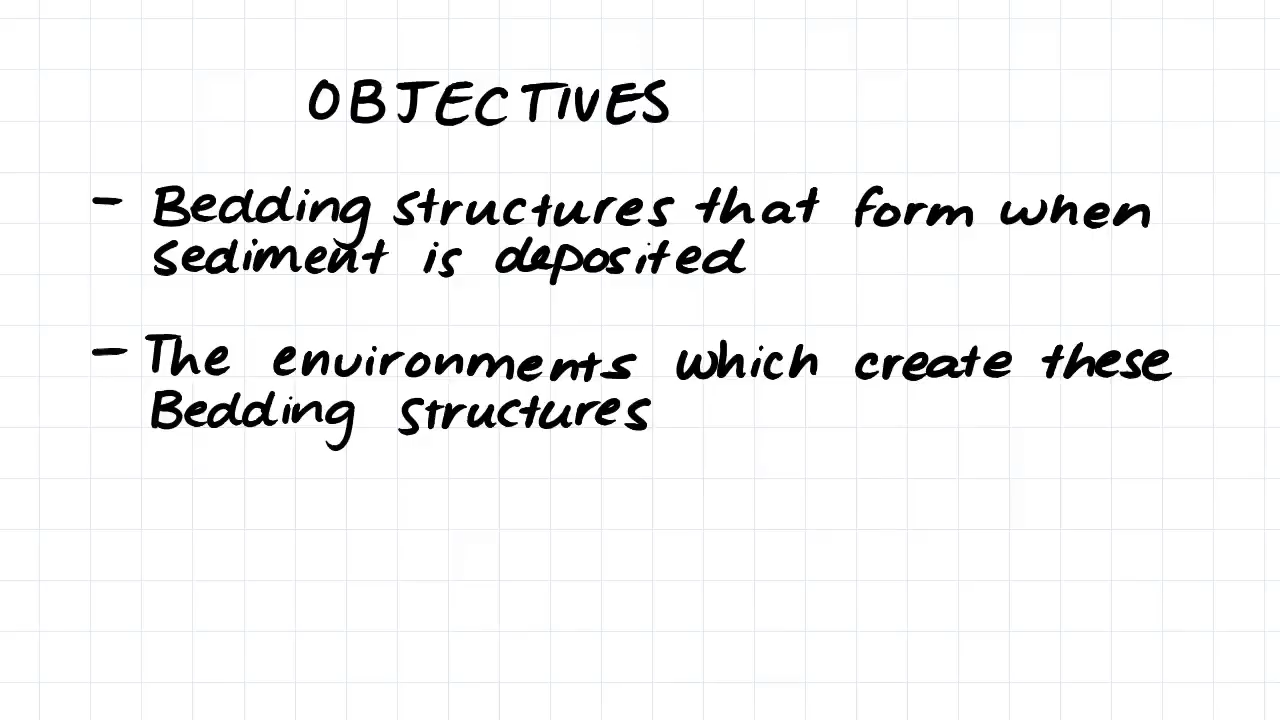 OBJECTIVES
- Bedding structures that form when
sediment is deposited
- The environments which create these
Bedding structures